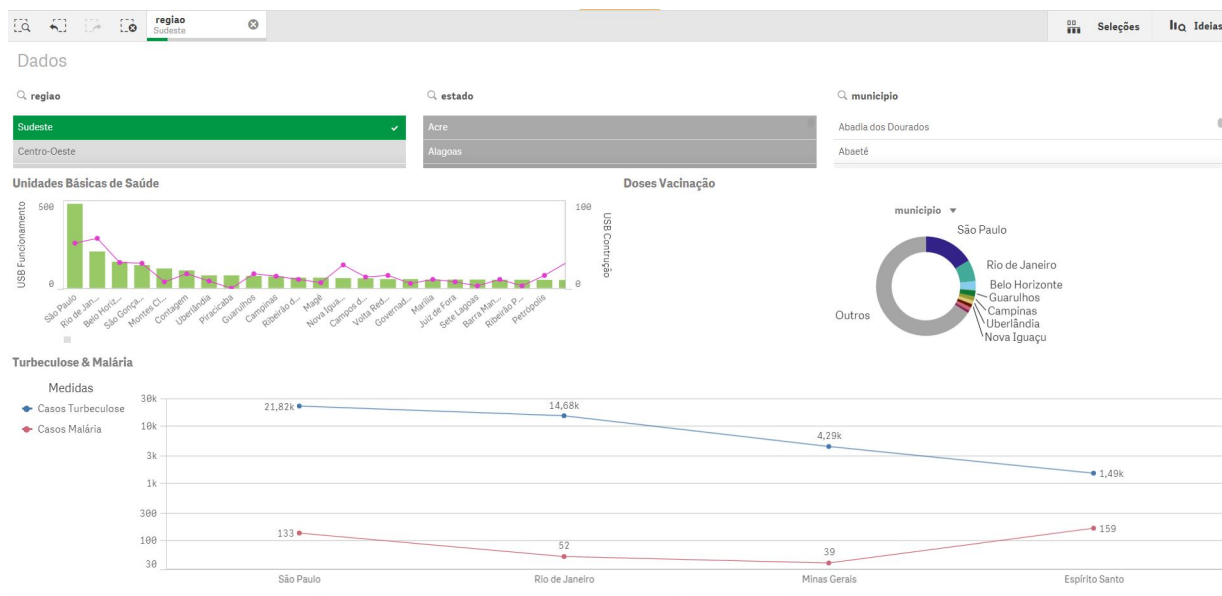 regiao
Sudeste
Seleções
Ideias
Dados
regiao
estado
municipio
Sudeste
Acre
Abadia dos Dourados
Centro-Oeste
Alagoas
Abaeté
Unidades Básicas de Saúde
Doses Vacinação
USB Funcionamento
500
0
100
0
USB Contrução
São Paulo
Rio de Jan...
Belo Horiz...
São Gonça...
Montes Cl...
Contagem
Uberlândia
Piracicaba
Guarulhos
Campinas
Ribeirão d...
Magé
Nova Igua...
Campos d...
Volta Red...
Governad...
Marília
Juiz de Fora
Sete Lagoas
Barra Man...
Ribeirão P...
Petrópolis
municipio
São Paulo
Rio de Janeiro
Belo Horizonte
Guarulhos
Campinas
Uberlândia
Nova Iguaçu
Outros
Turbeculose & Malária
Medidas
Casos Turbeculose
Casos Malária
30k
10k
3k
1k
300
100
30
21,82k
14,68k
4,29k
1,49k
133
52
39
159
São Paulo
Rio de Janeiro
Minas Gerais
Espírito Santo